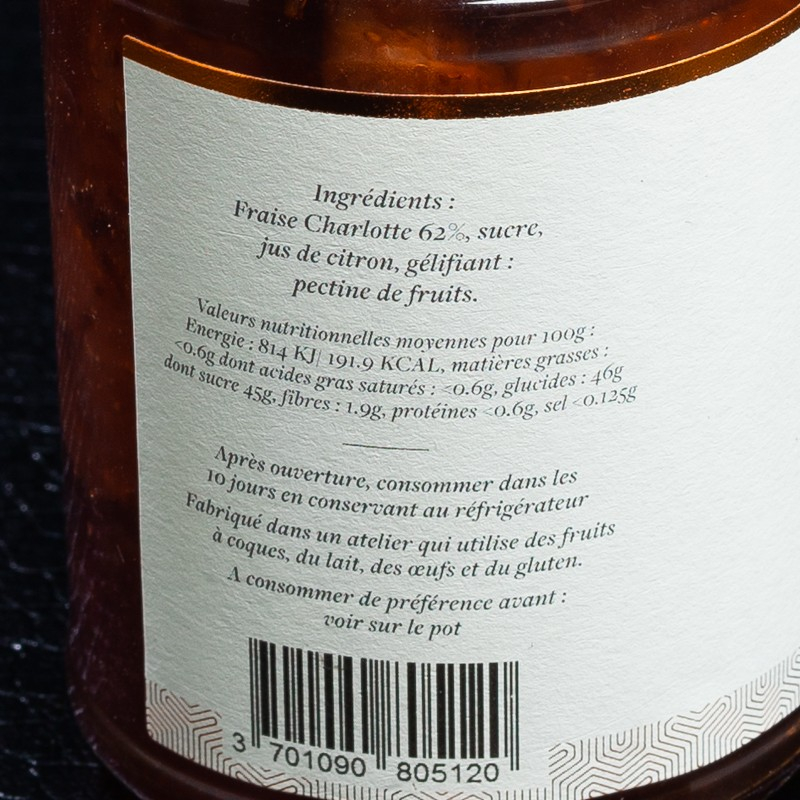 Ingrédients :
Fraise Charlotte 62%, sucre,
jus de citron, gélifiant :
pectine de fruits.
Valeurs nutritionnelles moyennes pour 100g :
Energie : 814 KJ| 191.9 KCAL, matières grasses :
<0.6g dont acides gras saturés : <0.6g, glucides : 46g
dont sucre 45g, fibres : 1.9g, protéines <0.6g, sel <0.125g
Après ouverture, consommer dans les
10 jours en conservant au réfrigérateur
Fabriqué dans un atelier qui utilise des fruits
à coques, du lait, des œufs et du gluten.
A consommer de préférence avant :
voir sur le pot
3 701090 805120